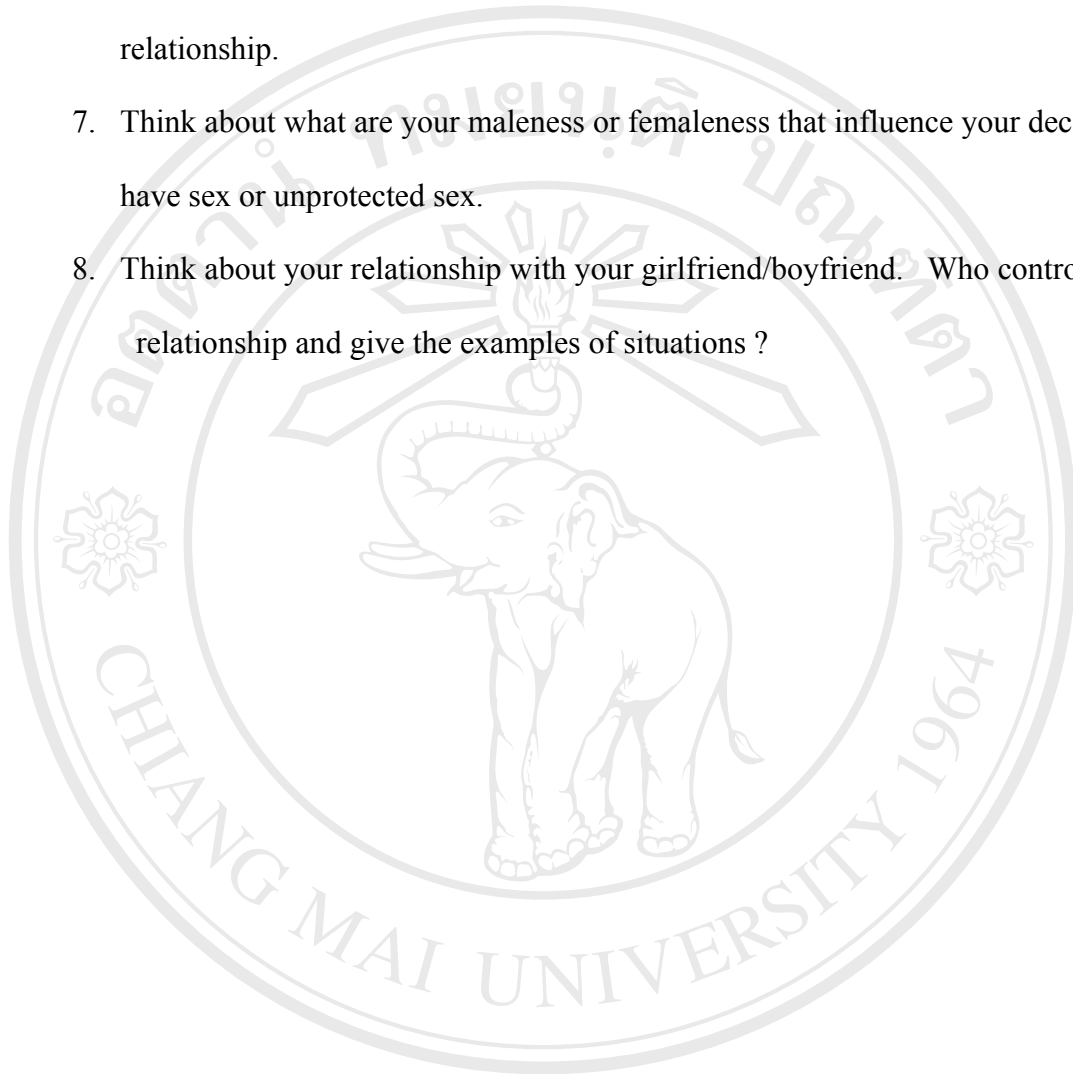 relationship.
7. Think about what are your maleness or femaleness that influence your dec
have sex or unprotected sex.
8. Think about your relationship with your girlfriend/boyfriend. Who contro
relationship and give the examples of situations ?
CHIANG MAI UNIVERSITY 1964